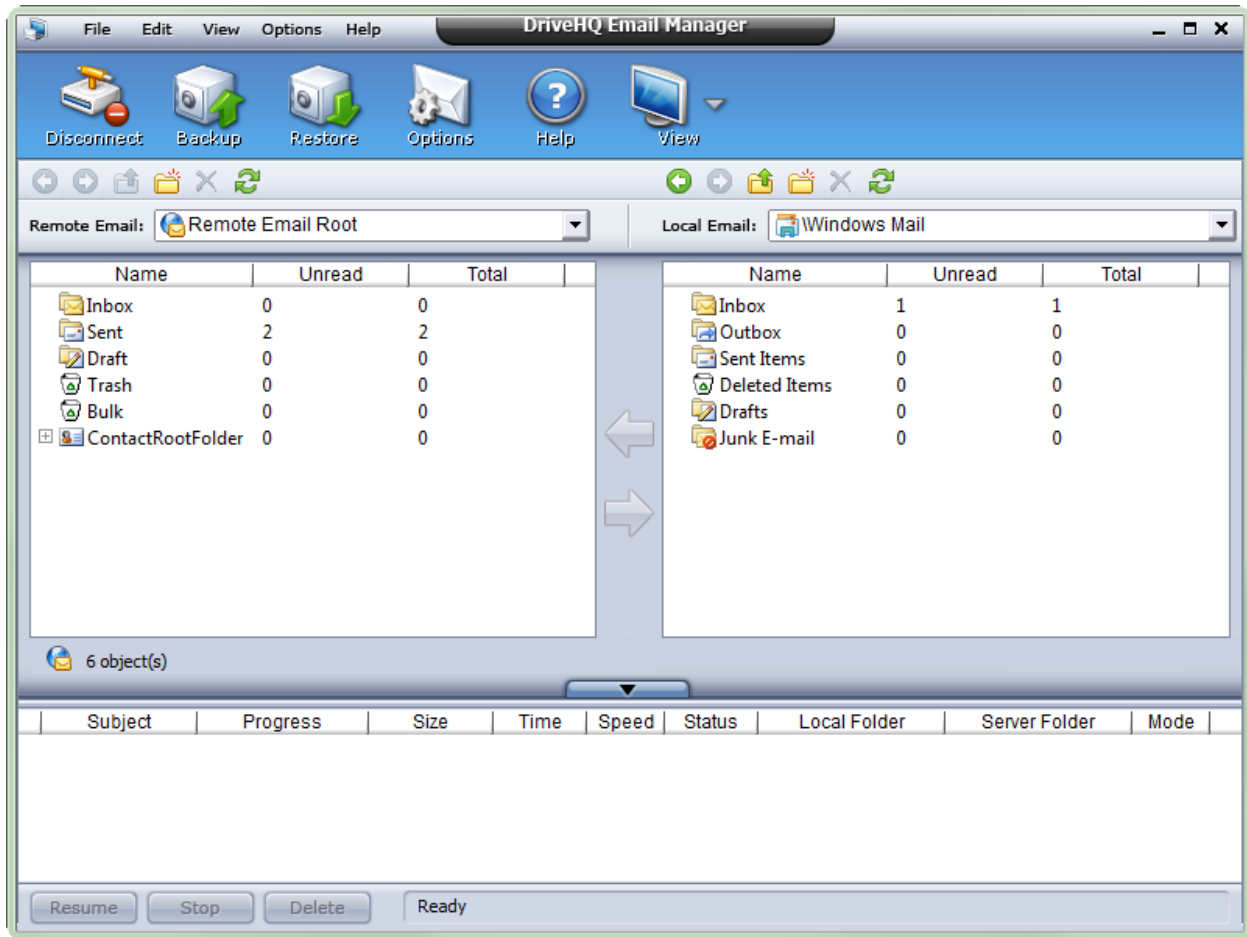 File Edit View Options Help DriveHQ Email Manager
Disconnect Backup Restore Options Help View
Remote Email: Remote Email Root Local Email: \Windows Mail
Name Unread Total Name Unread Total
Inbox 0 0 Inbox 1 1
Sent 2 2 Outbox 0 0
Draft 0 0 Sent Items 0 0
Trash 0 0 Deleted Items 0 0
Bulk 0 0 Drafts 0 0
ContactRootFolder 0 0 Junk E-mail 0 0
6 object(s)
Subject Progress Size Time Speed Status Local Folder Server Folder Mode
Resume Stop Delete Ready